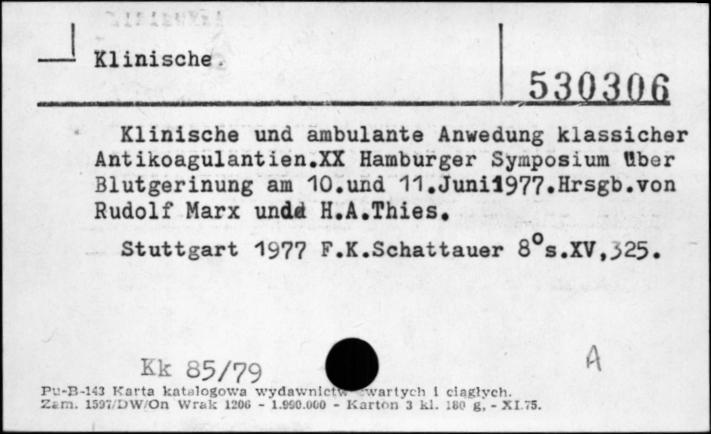 Klinische.
530306
Klinische und ambulante Anwedung klassicher
Antikoagulantien.XX Hamburger Symposium über
Blutgerinung am 10.und 11.Juni1977.Hrsgb.von
Rudolf Marx undd H.A.Thies.
Stuttgart 1977 F.K.Schattauer 8°s.XV,325.
Kk 85/79
A
Pu-B-143 Karta katalogowa wydawnictw zwartych i ciągłych.
Zam. 1597/DW/On Wrak 1206 - 1.990.000 - Karton 3 kl. 180 g. - XI.75.